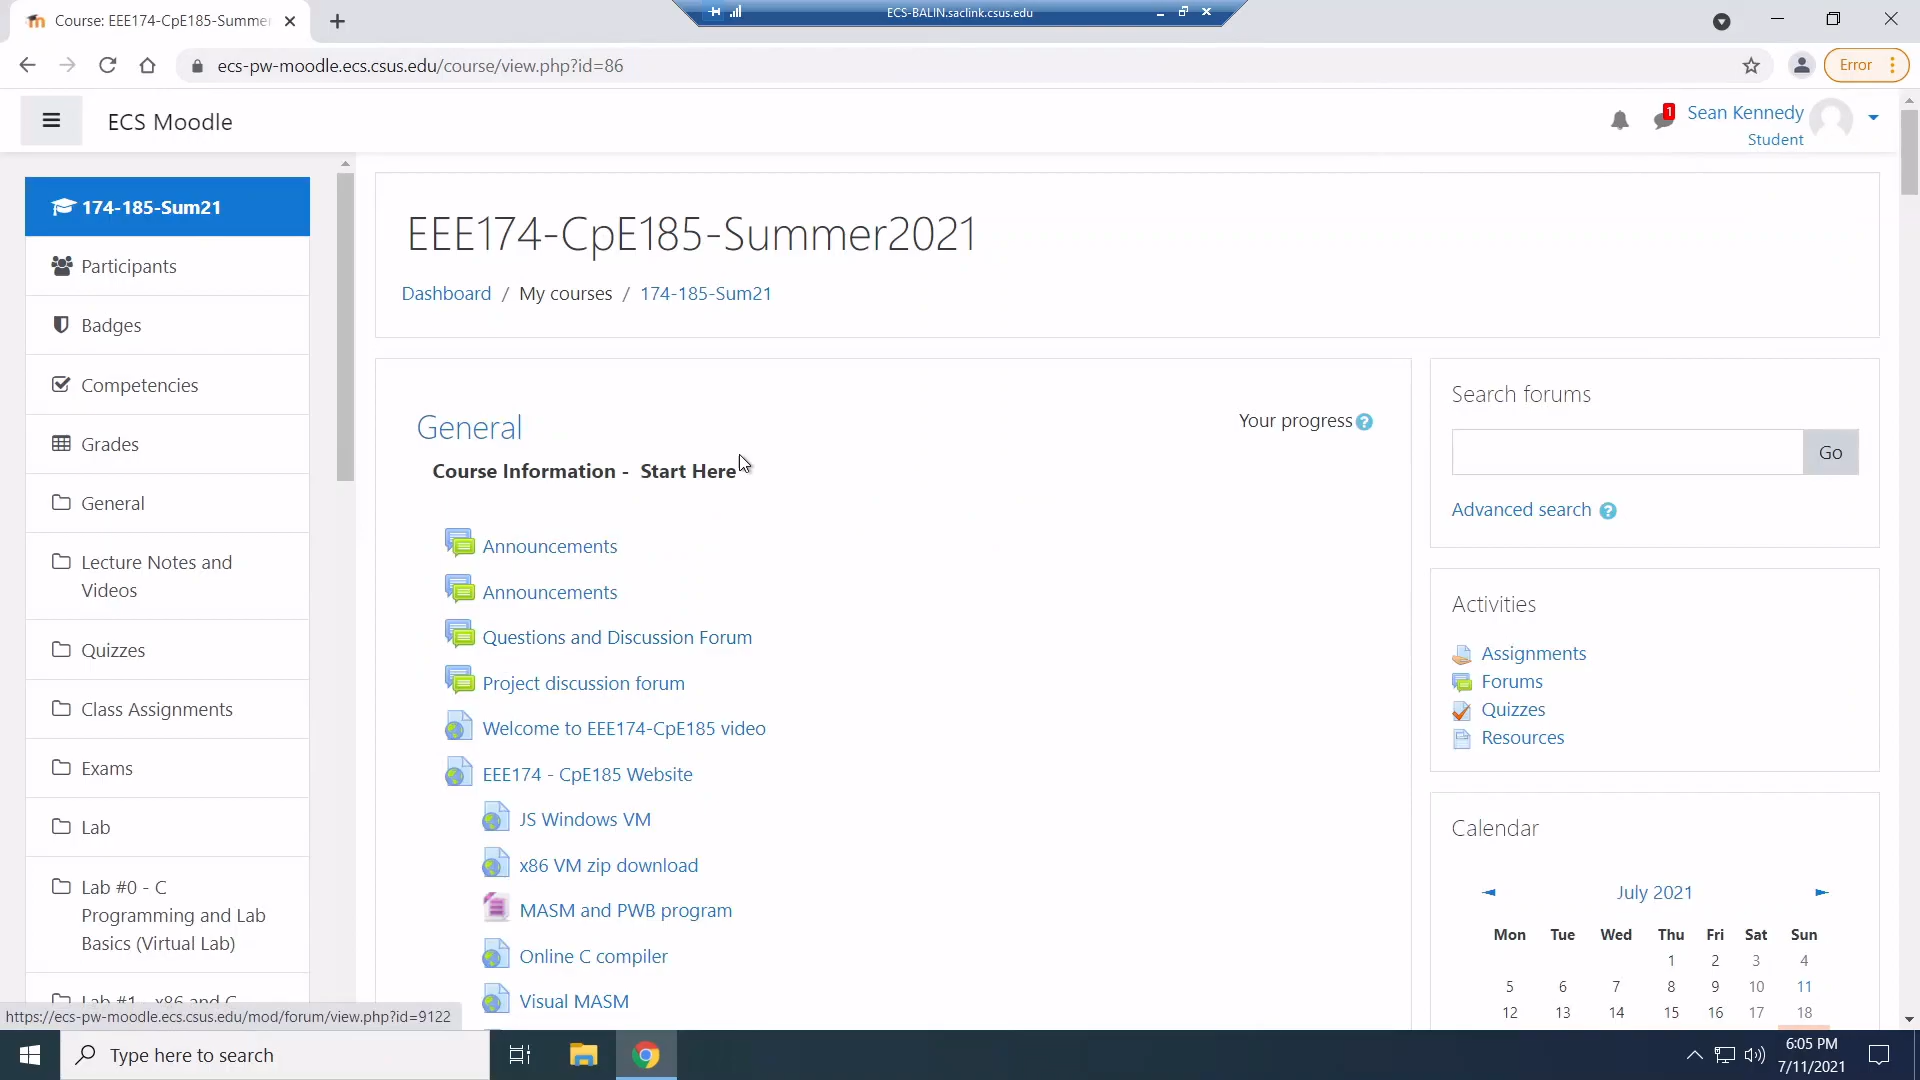 Course: EEE174-CpE185-Summer
ECS-BALIN.saclink.csus.edu
ecs-pw-moodle.ecs.csus.edu/course/view.php?id=86
Error
ECS Moodle
1
Sean Kennedy
Student
174-185-Sum21
Participants
Badges
Competencies
Grades
General
Lecture Notes and
Videos
Quizzes
Class Assignments
Exams
Lab
Lab #0 - C
Programming and Lab
Basics (Virtual Lab)
Lab #1 - x86 and C
EEE174-CpE185-Summer2021
Dashboard / My courses / 174-185-Sum21
General
Your progress
Course Information - Start Here
Announcements
Announcements
Questions and Discussion Forum
Project discussion forum
Welcome to EEE174-CpE185 video
EEE174 - CpE185 Website
JS Windows VM
x86 VM zip download
MASM and PWB program
Online C compiler
Visual MASM
Search forums
Go
Advanced search
Activities
Assignments
Forums
Quizzes
Resources
Calendar
July 2021
Mon Tue Wed Thu Fri Sat Sun
1 2 3 4
5 6 7 8 9 10 11
12 13 14 15 16 17 18
https://ecs-pw-moodle.ecs.csus.edu/mod/forum/view.php?id=9122
Type here to search
6:05 PM
7/11/2021